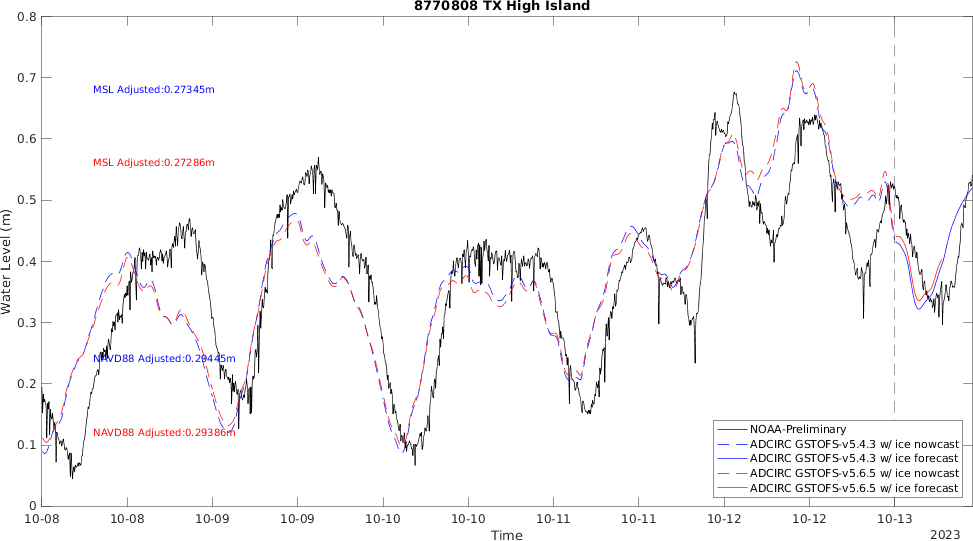 8770808 TX High Island
0.8
0.7
0.6
0.5
0.4
0.3
0.2
0.1
0
Water Level (m)
MSL Adjusted:0.27345m
MSL Adjusted:0.27286m
NAVD88 Adjusted:0.29445m
NAVD88 Adjusted:0.29386m
NOAA-Preliminary
ADCIRC GSTOFS-v5.4.3 w/ ice nowcast
ADCIRC GSTOFS-v5.4.3 w/ ice forecast
ADCIRC GSTOFS-v5.6.5 w/ ice nowcast
ADCIRC GSTOFS-v5.6.5 w/ ice forecast
10-08 10-08 10-09 10-09 10-10 10-10 10-11 10-11 10-12 10-12 10-13
Time
2023